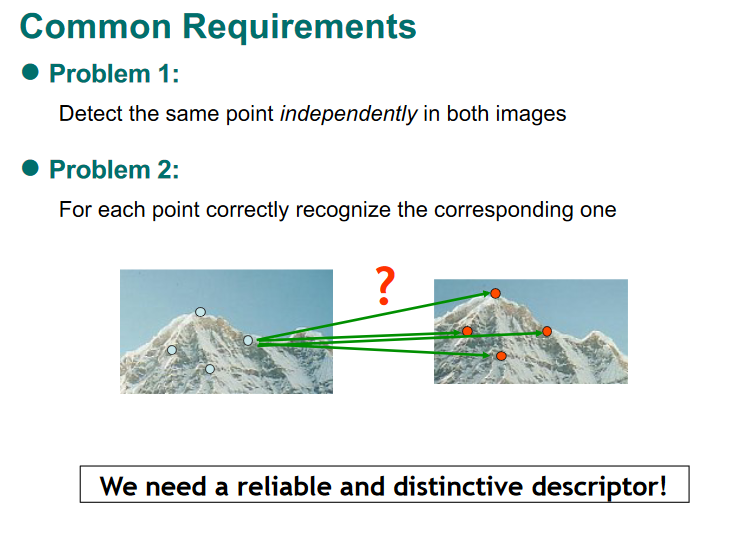 Common Requirements
● Problem 1:
Detect the same point independently in both images
● Problem 2:
For each point correctly recognize the corresponding one
?
We need a reliable and distinctive descriptor!